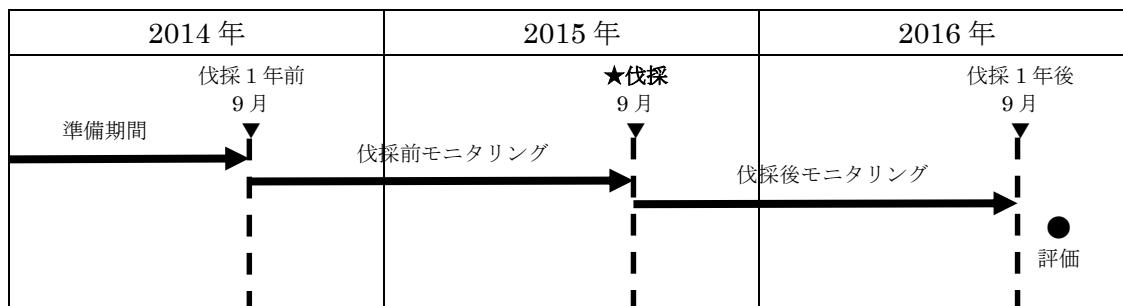 2014 年 2015 年 2016 年
伐採 1 年前 ★伐採 伐採 1 年後
9 月 9 月 9 月
準備期間
伐採前モニタリング
伐採後モニタリング
評価